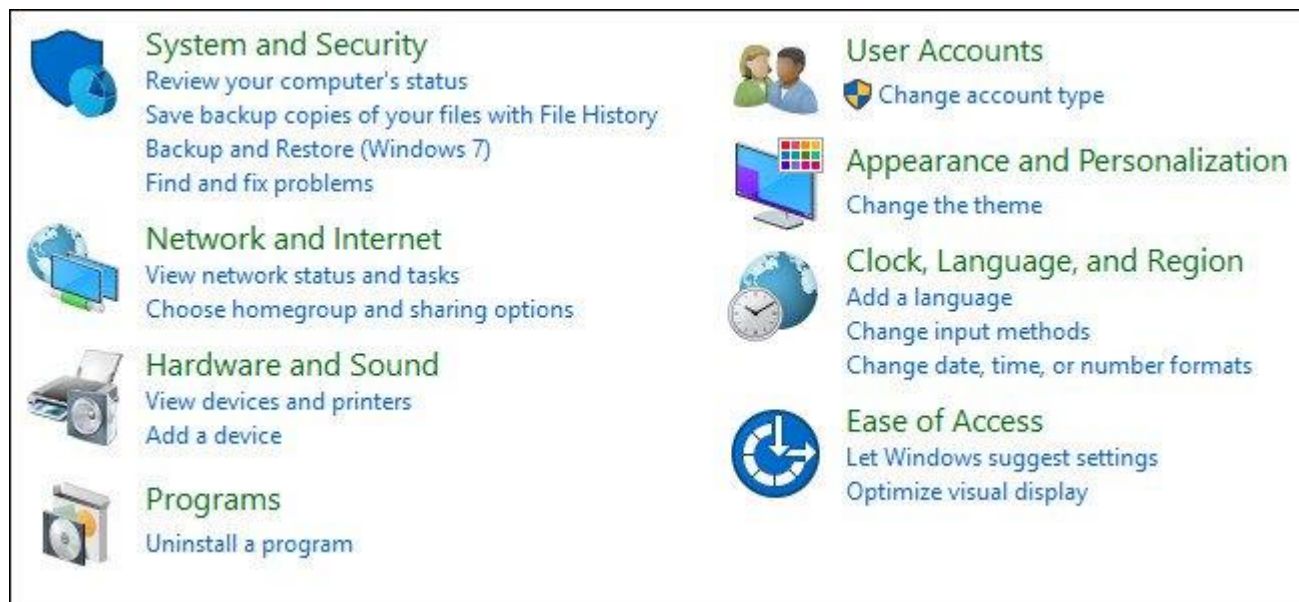 System and Security
Review your computer's status
Save backup copies of your files with File History
Backup and Restore (Windows 7)
Find and fix problems
Network and Internet
View network status and tasks
Choose homegroup and sharing options
Hardware and Sound
View devices and printers
Add a device
Programs
Uninstall a program
User Accounts
Change account type
Appearance and Personalization
Change the theme
Clock, Language, and Region
Add a language
Change input methods
Change date, time, or number formats
Ease of Access
Let Windows suggest settings
Optimize visual display